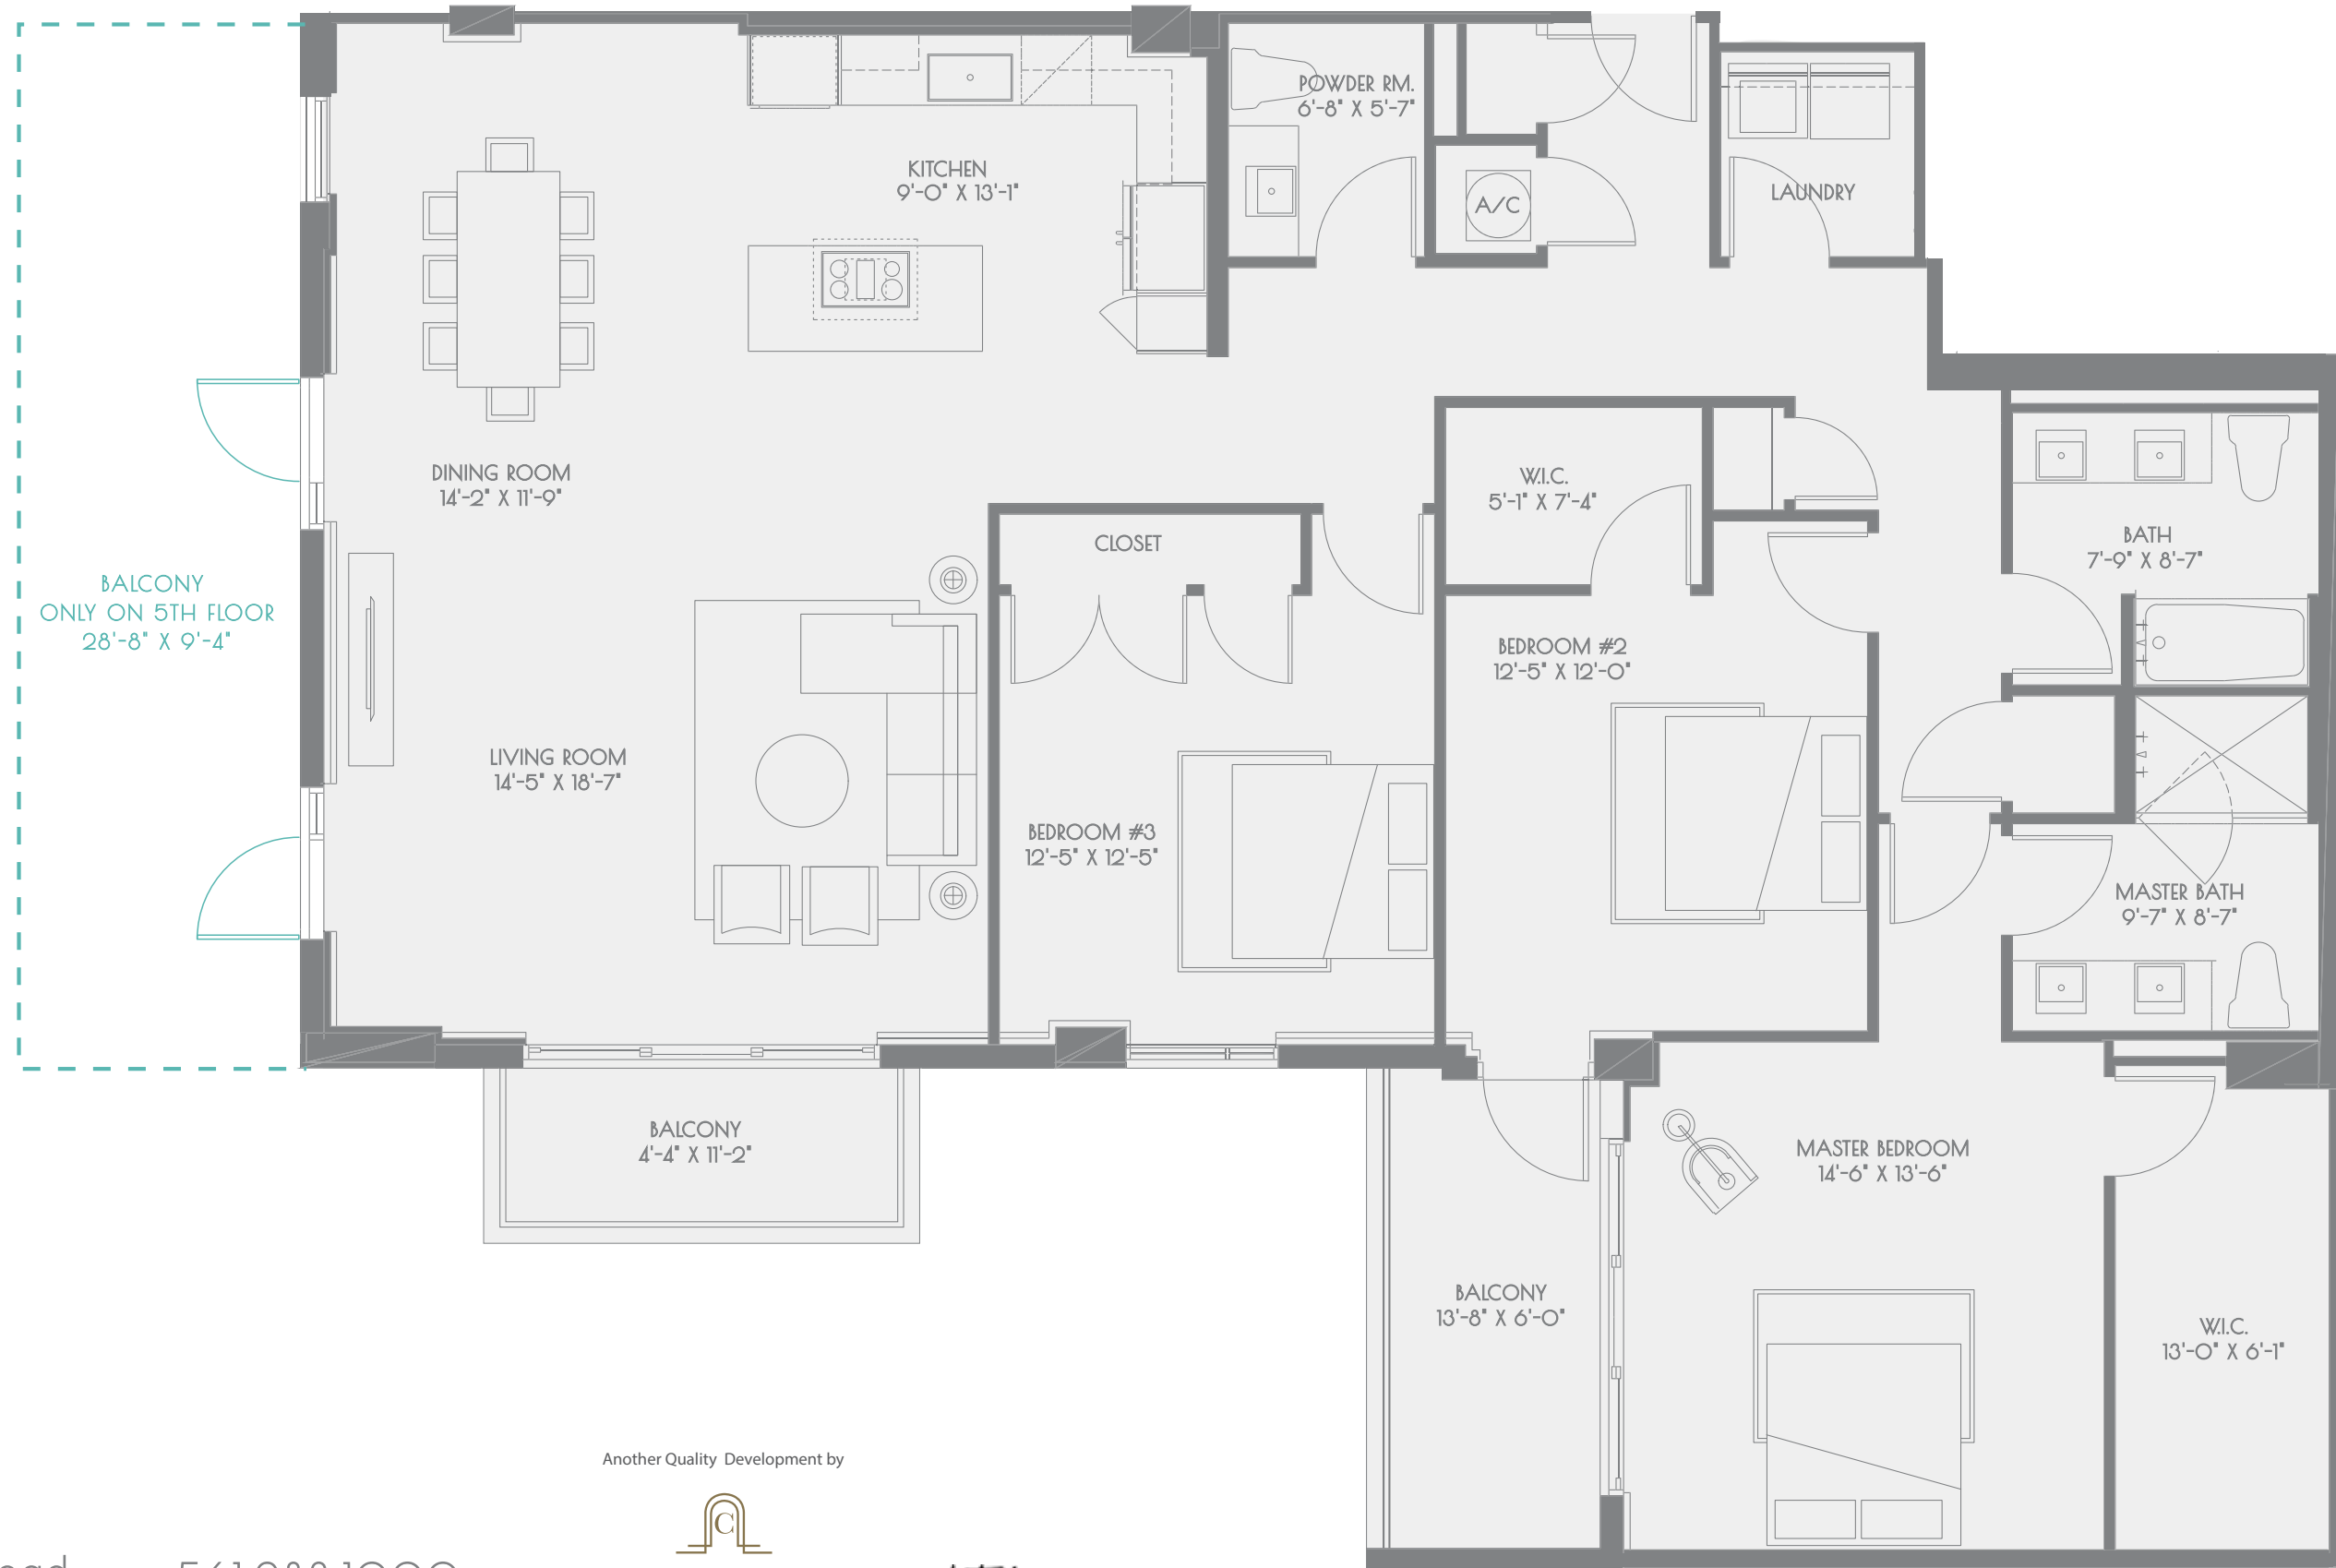 POWDER RM.
6'-8" X 5'-7"
KITCHEN
9'-0" X 13'-1"
A/C
LAUNDRY
DINING ROOM
14'-2" X 11'-9"
W.I.C.
5'-1" X 7'-4"
CLOSET
BATH
7'-9" X 8'-7"
BALCONY
ONLY ON 5TH FLOOR
28'-8" X 9'-4"
BEDROOM #2
12'-5" X 12'-0"
LIVING ROOM
14'-5" X 18'-7"
BEDROOM #3
12'-5" X 12'-5"
MASTER BATH
9'-7" X 8'-7"
BALCONY
4'-4" X 11'-2"
MASTER BEDROOM
14'-6" X 13'-6"
BALCONY
13'-8" X 6'-0"
W.I.C.
13'-0" X 6'-1"
Another Quality Development by
C